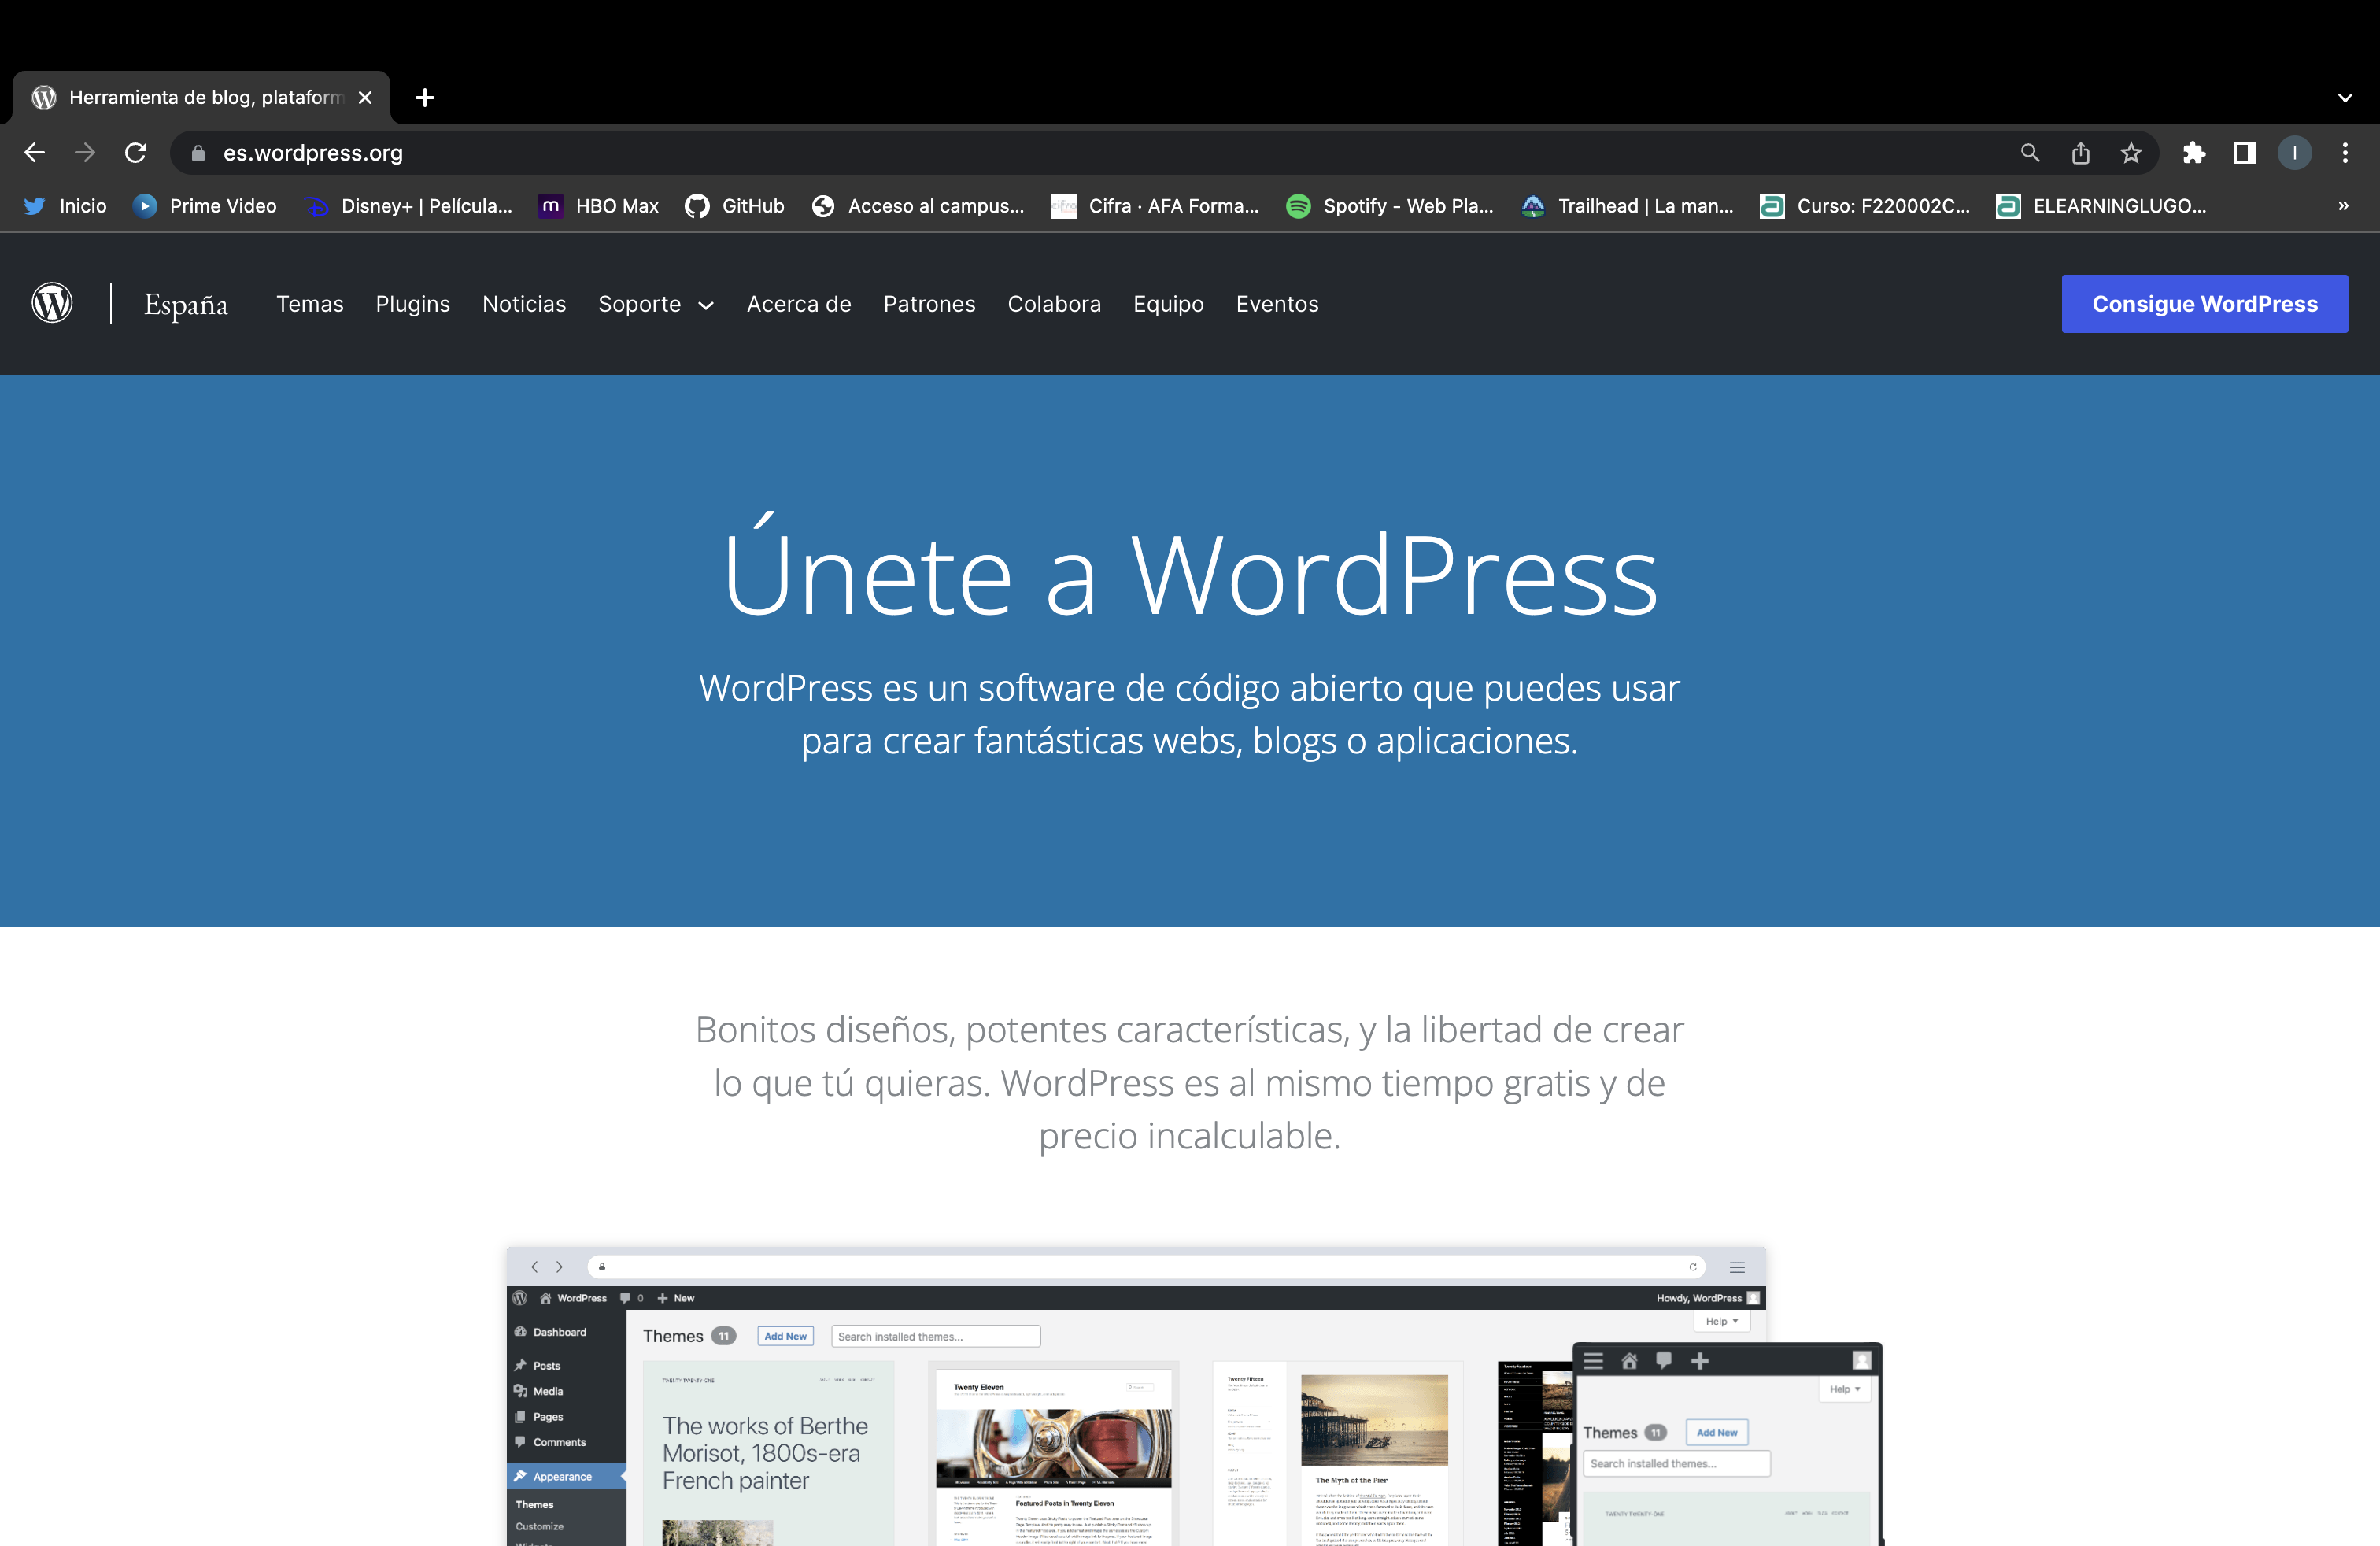 Herramienta de blog, plataform
es.wordpress.org
I
Inicio
Prime Video
Disney+ | Película...
HBO Max
GitHub
Acceso al campus...
Cifra · AFA Forma...
Spotify - Web Pla...
Trailhead | La man...
Curso: F220002C...
ELEARNINGLUGO...
España
Temas
Plugins
Noticias
Soporte
Acerca de
Patrones
Colabora
Equipo
Eventos
Consigue WordPress
Únete a WordPress
WordPress es un software de código abierto que puedes usar
para crear fantásticas webs, blogs o aplicaciones.
Bonitos diseños, potentes características, y la libertad de crear
lo que tú quieras. WordPress es al mismo tiempo gratis y de
precio incalculable.
WordPress 0 New
Howdy, WordPress
Dashboard
Posts
Media
Pages
Comments
Appearance
Themes
Customize
Themes 11 Add New Search installed themes...
Help
TWENTY TWENTY-ONE
The works of Berthe
Morisot, 1800s-era
French painter
Twenty Eleven
Featured Posts in Twenty Eleven
Twenty Fifteen
The Myth of the Pier
Help
Themes 11 Add New
Search installed themes...
TWENTY TWENTY-ONE